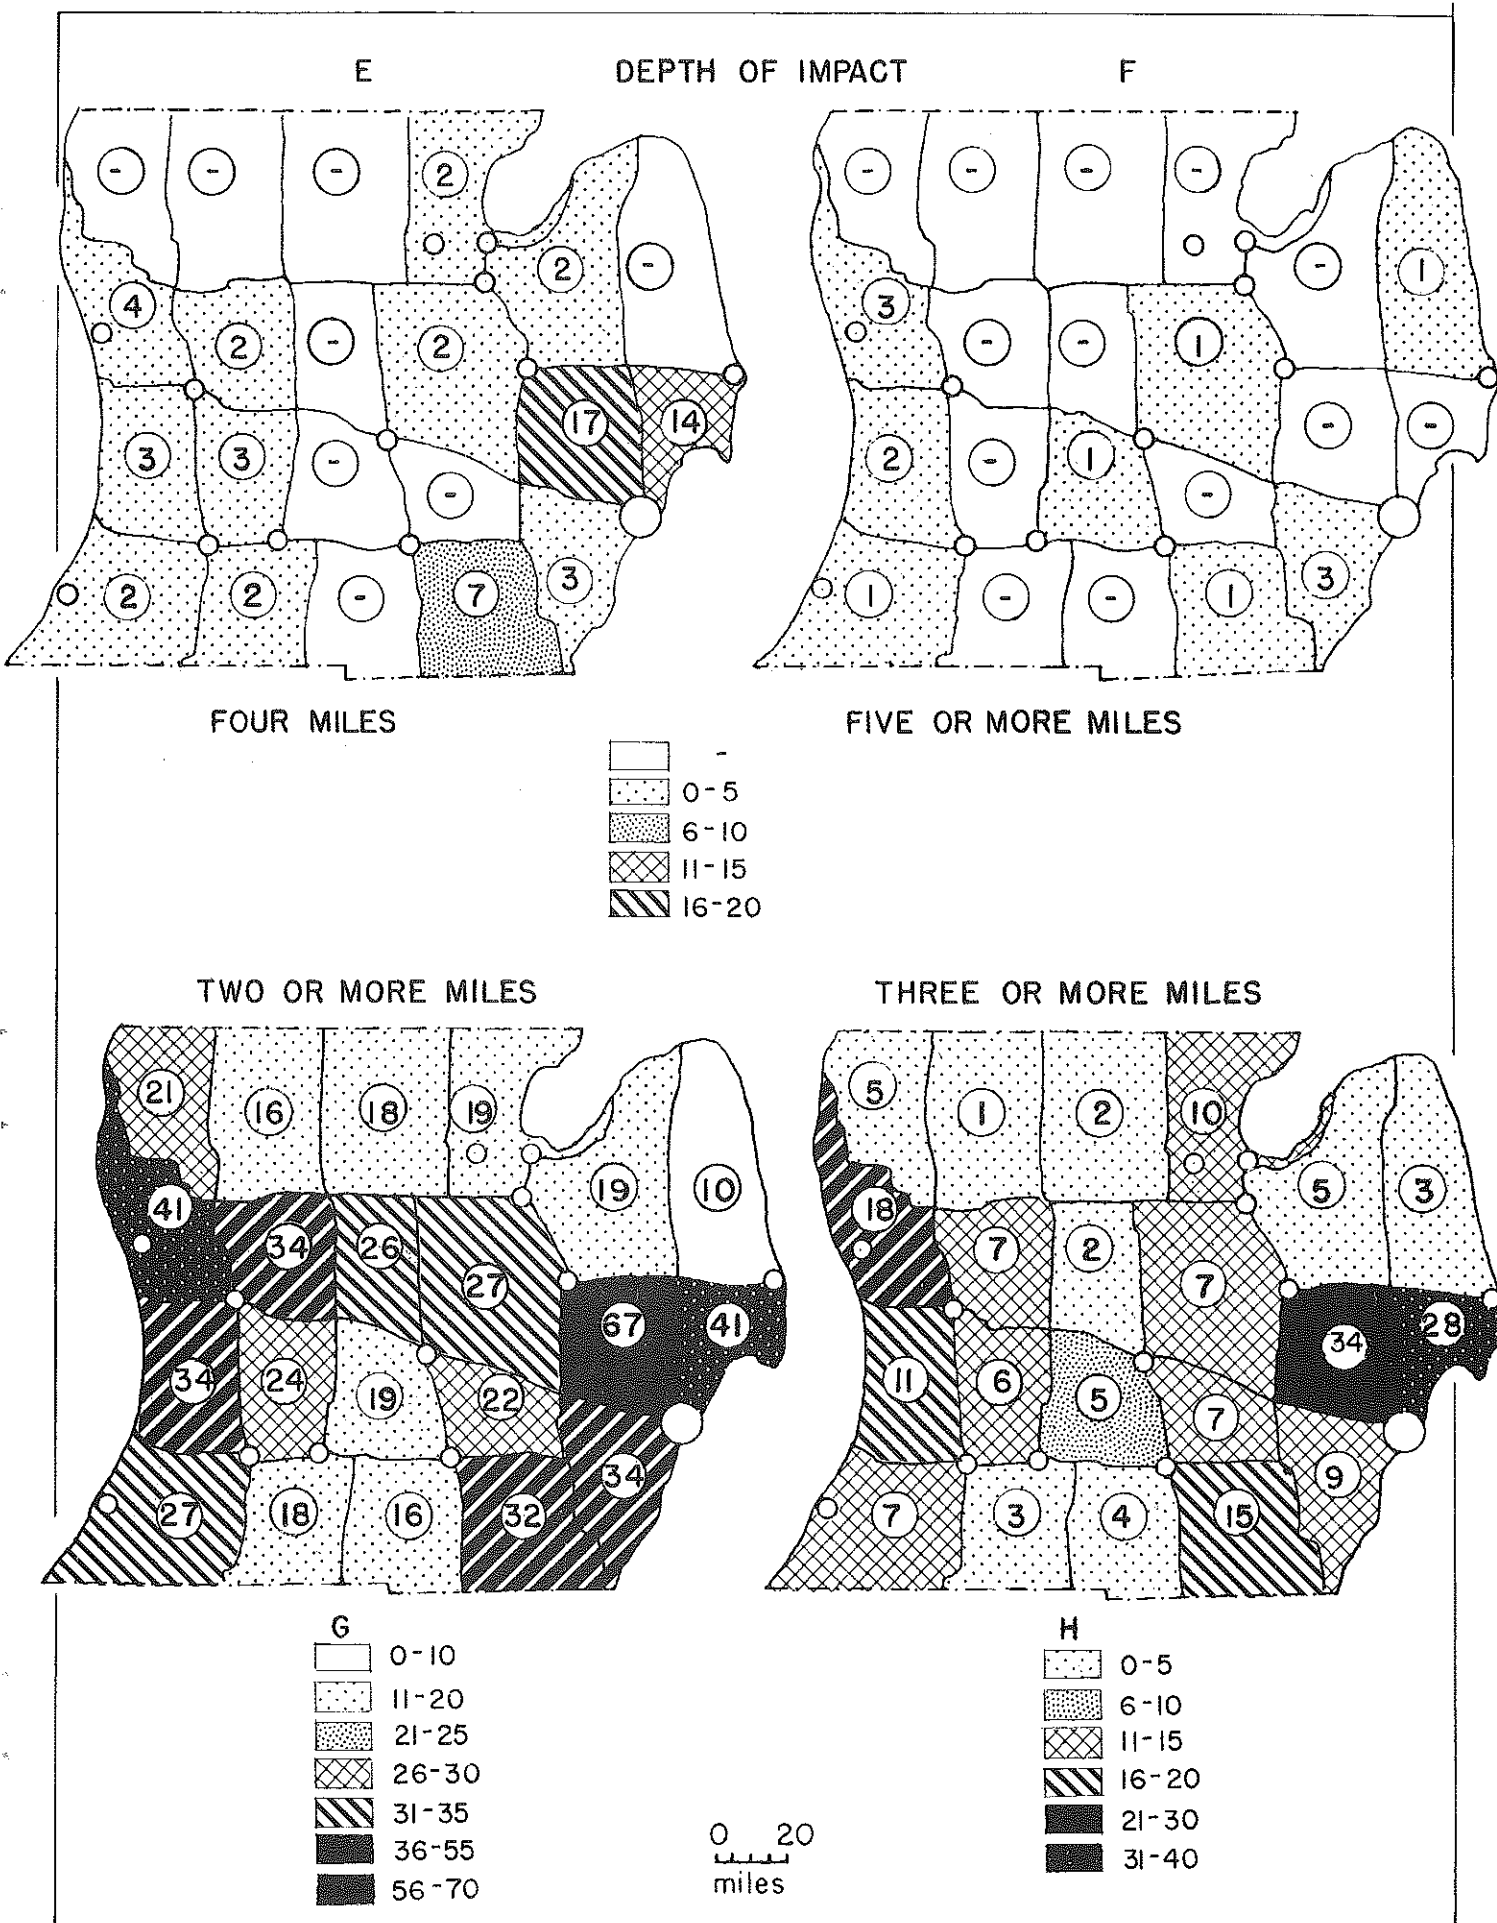 E DEPTH OF IMPACT F
- - - 2
2 -
4 2 - 2
17 14
3 3 - -
2 2 - 7 3
- - - -
- 1
3 - - 1
- -
2 - 1 -
1 - - 1 3
FOUR MILES FIVE OR MORE MILES
-
0-5
6-10
11-15
16-20
TWO OR MORE MILES THREE OR MORE MILES
21 16 18 19
19 10
41 34 26 27
67 41
34 24 19 22
27 18 16 32 34
5 1 2 10
5 3
18 7 2 7
34 28
11 6 5 7
7 3 4 15 9
G
0-10
11-20
21-25
26-30
31-35
36-55
56-70
0 20
miles
H
0-5
6-10
11-15
16-20
21-30
31-40